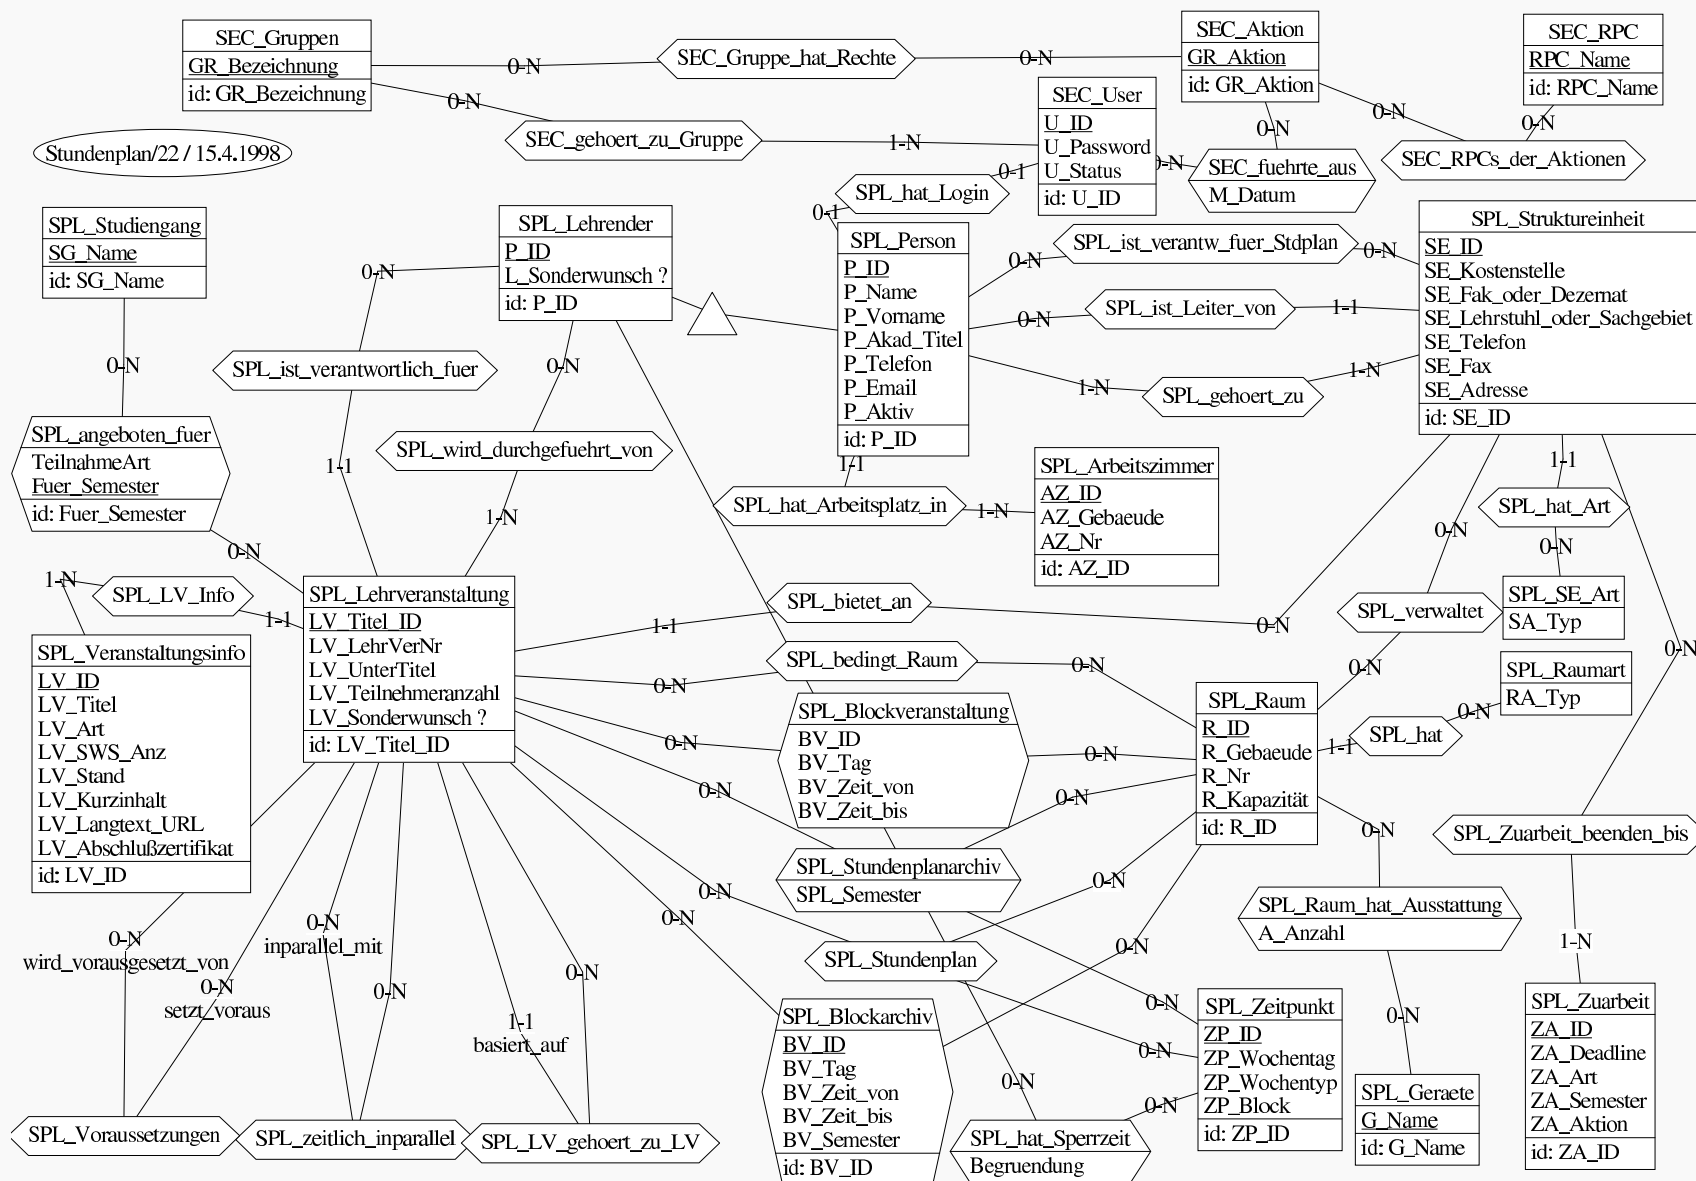 SEC_Gruppen
GR_Bezeichnung
id: GR_Bezeichnung
0-N
SEC_Gruppe_hat_Rechte
0-N
SEC_Aktion
GR_Aktion
id: GR_Aktion
SEC_RPC
RPC_Name
id: RPC_Name
0-N
SEC_gehoert_zu_Gruppe
1-N
SEC_User
U_ID
U_Password
U_Status
id: U_ID
0-N
0-N
0-N
0-N
SEC_fuehrte_aus
M_Datum
SEC_RPCs_der_Aktionen
Stundenplan/22 / 15.4.1998
0-1
SPL_hat_Login
0-1
SPL_Studiengang
SG_Name
id: SG_Name
SPL_Lehrender
P_ID
L_Sonderwunsch ?
id: P_ID
SPL_Person
P_ID
P_Name
P_Vorname
P_Akad_Titel
P_Telefon
P_Email
P_Aktiv
id: P_ID
0-N
SPL_ist_verantw_fuer_Stdplan
0-N
0-N
SPL_ist_Leiter_von
1-1
1-N
SPL_gehoert_zu
1-N
SPL_Struktureinheit
SE_ID
SE_Kostenstelle
SE_Fak_oder_Dezernat
SE_Lehrstuhl_oder_Sachgebiet
SE_Telefon
SE_Fax
SE_Adresse
id: SE_ID
0-N
0-N
SPL_ist_verantwortlich_fuer
0-N
SPL_angeboten_fuer
TeilnahmeArt
Fuer_Semester
id: Fuer_Semester
1-1
SPL_wird_durchgefuehrt_von
1-N
1-1
SPL_hat_Arbeitsplatz_in
1-N
SPL_Arbeitszimmer
AZ_ID
AZ_Gebaeude
AZ_Nr
id: AZ_ID
1-1
SPL_hat_Art
0-N
0-N
SPL_SE_Art
SA_Typ
0-N
1-N
SPL_LV_Info
1-1
SPL_Lehrveranstaltung
LV_Titel_ID
LV_LehrVerNr
LV_UnterTitel
LV_Teilnehmeranzahl
LV_Sonderwunsch ?
id: LV_Titel_ID
1-1
SPL_bietet_an
0-N
SPL_verwaltet
0-N
0-N
SPL_Veranstaltungsinfo
LV_ID
LV_Titel
LV_Art
LV_SWS_Anz
LV_Stand
LV_Kurzinhalt
LV_Langtext_URL
LV_Abschlußzertifikat
id: LV_ID
0-N
SPL_bedingt_Raum
0-N
SPL_Raum
R_ID
R_Gebaeude
R_Nr
R_Kapazität
id: R_ID
SPL_Raumart
RA_Typ
0-N
SPL_hat
1-1
0-N
SPL_Blockveranstaltung
BV_ID
BV_Tag
BV_Zeit_von
BV_Zeit_bis
0-N
0-N
0-N
SPL_Stundenplanarchiv
SPL_Semester
0-N
SPL_Zuarbeit_beenden_bis
0-N
0-N
0-N
SPL_Raum_hat_Ausstattung
A_Anzahl
0-N
wird_vorausgesetzt_von
0-N
inparallel_mit
0-N
setzt_voraus
0-N
0-N
1-1
basiert_auf
SPL_Stundenplan
0-N
1-N
SPL_Blockarchiv
BV_ID
BV_Tag
BV_Zeit_von
BV_Zeit_bis
BV_Semester
id: BV_ID
0-N
0-N
SPL_Zeitpunkt
ZP_ID
ZP_Wochentag
ZP_Wochentyp
ZP_Block
id: ZP_ID
0-N
SPL_Zuarbeit
ZA_ID
ZA_Deadline
ZA_Art
ZA_Semester
ZA_Aktion
id: ZA_ID
0-N
0-N
SPL_Geraete
G_Name
id: G_Name
SPL_Voraussetzungen
SPL_zeitlich_inparallel
SPL_LV_gehoert_zu_LV
SPL_hat_Sperrzeit
Begruendung